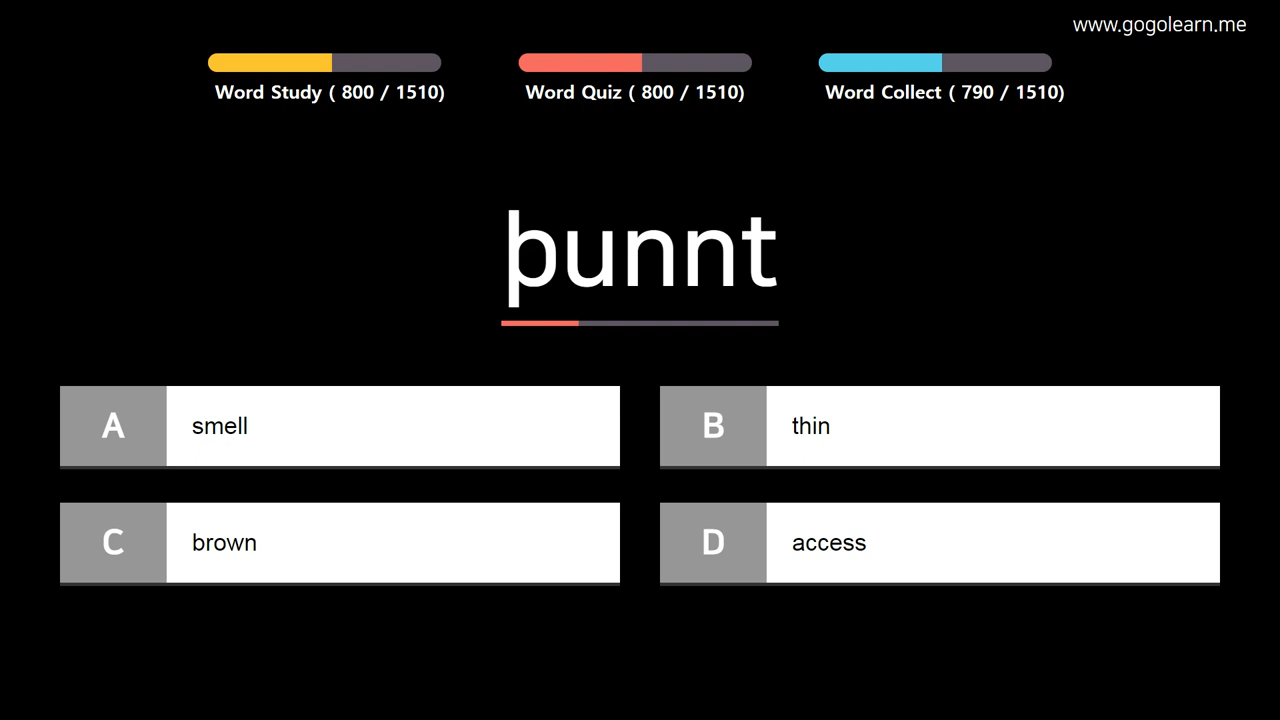 www.gogolearn.me
Word Study ( 800 / 1510)
Word Quiz ( 800 / 1510)
Word Collect ( 790 / 1510)
þunnt
A smell
B thin
C brown
D access